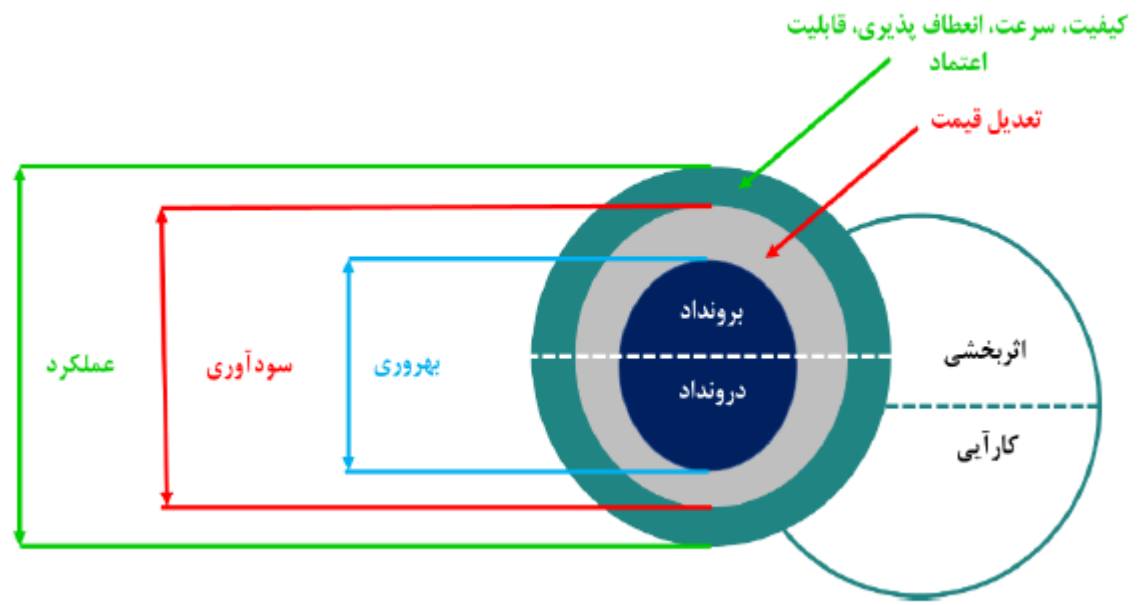 کیفیت، سرعت، انعطاف پذیری، قابلیت
اعتماد
تعدیل قیمت
برونداد
درونداد
اثربخشی
کارآیی
بهروری
سودآوری
عملکرد